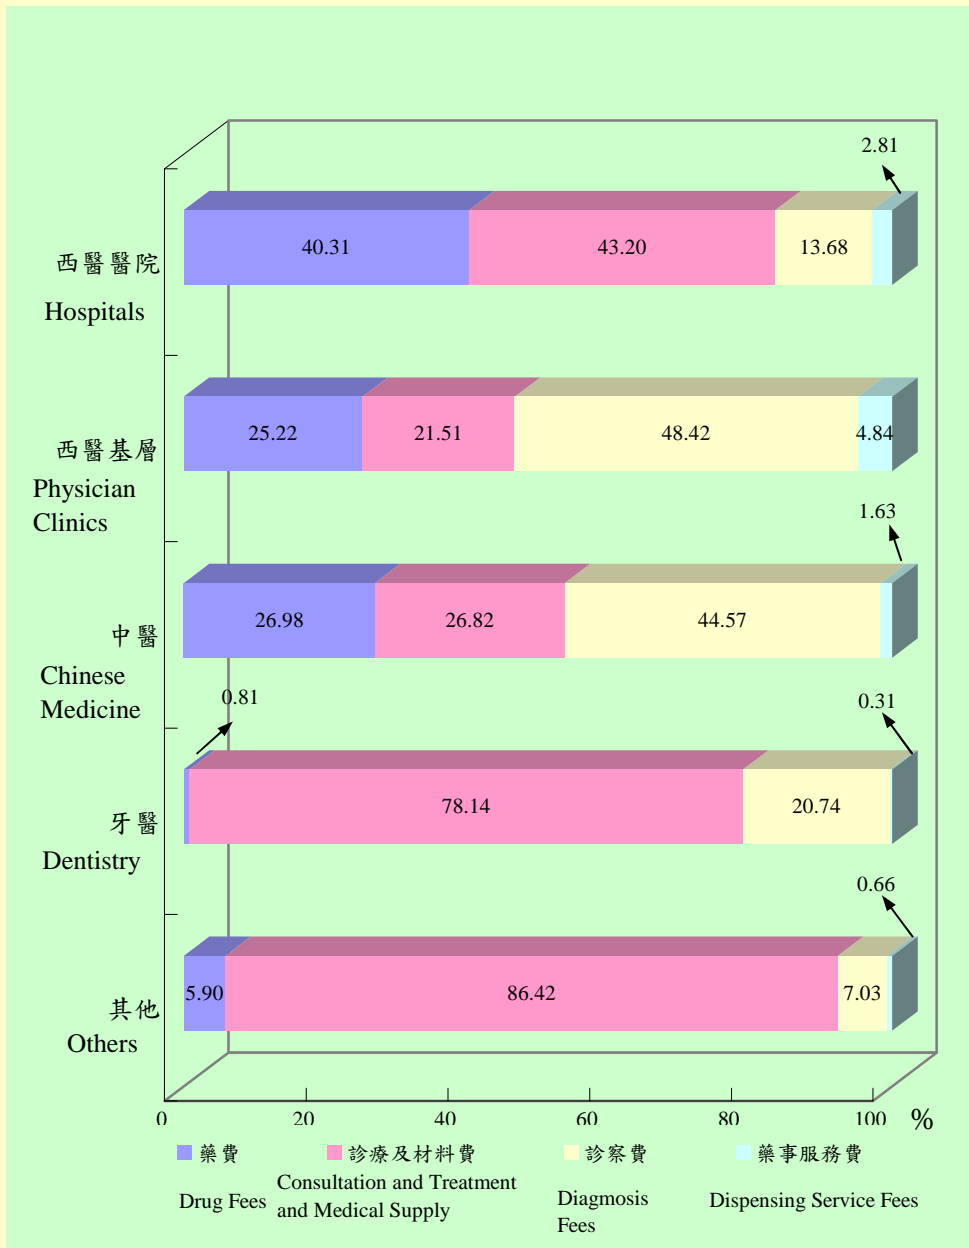 2.81
40.31
43.20
13.68
西醫醫院
Hospitals
25.22
21.51
48.42
4.84
西醫基層
Physician
Clinics
1.63
26.98
26.82
44.57
中醫
Chinese
Medicine
0.81
0.31
78.14
20.74
牙醫
Dentistry
0.66
5.90
86.42
7.03
其他
Others
0
20
40
60
80
100
%
藥費
診療及材料費
診察費
藥事服務費
Drug Fees
Consultation and Treatment
and Medical Supply
Diagnosis
Fees
Dispensing Service Fees